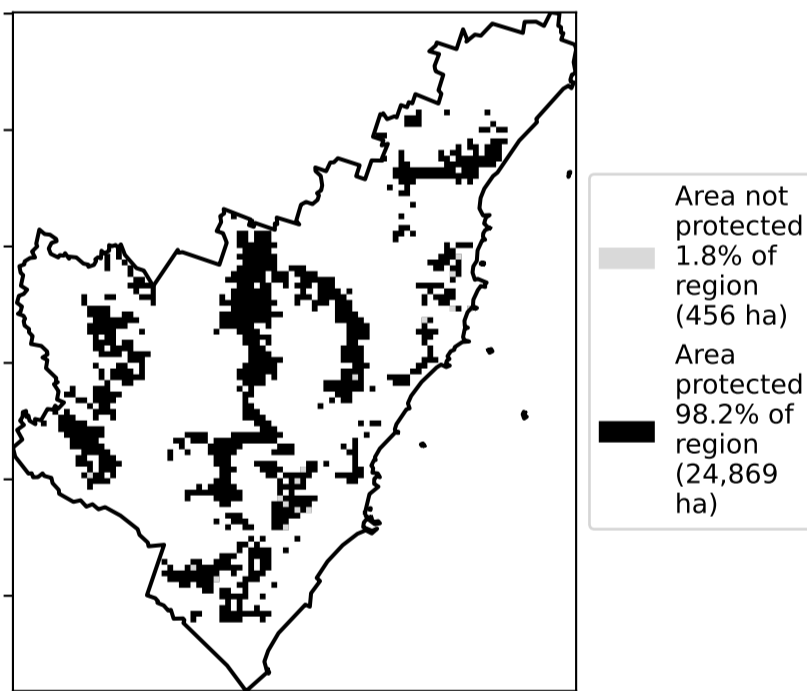 Area not
protected
1.8% of
region
(456 ha)
Area
protected
98.2% of
region
(24,869
ha)